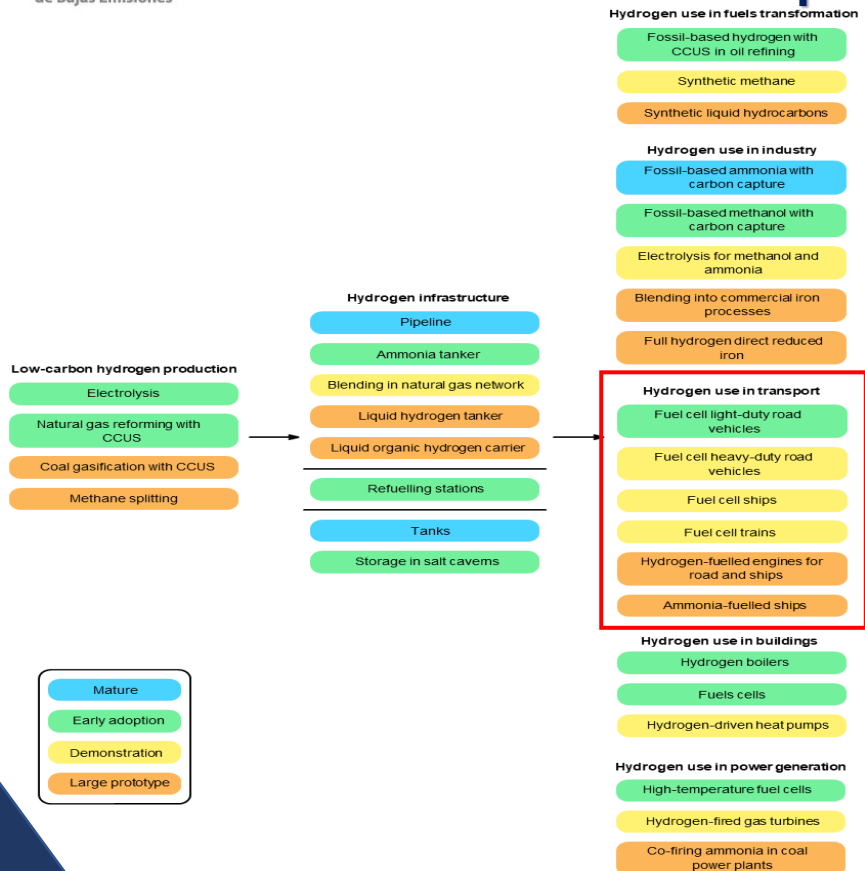 de Bajas Emisiones
Hydrogen use in fuels transformation
Fossil-based hydrogen with
CCUS in oil refining
Synthetic methane
Synthetic liquid hydrocarbons
Hydrogen use in industry
Fossil-based ammonia with
carbon capture
Fossil-based methanol with
carbon capture
Electrolysis for methanol and
ammonia
Blending into commercial iron
processes
Full hydrogen direct reduced
iron
Low-carbon hydrogen production
Electrolysis
Natural gas reforming with
CCUS
Coal gasification with CCUS
Methane splitting
Hydrogen infrastructure
Pipeline
Ammonia tanker
Blending in natural gas network
Liquid hydrogen tanker
Liquid organic hydrogen carrier
Refuelling stations
Tanks
Storage in salt caverns
Hydrogen use in transport
Fuel cell light-duty road
vehicles
Fuel cell heavy-duty road
vehicles
Fuel cell ships
Fuel cell trains
Hydrogen-fuelled engines for
road and ships
Ammonia-fuelled ships
Hydrogen use in buildings
Hydrogen boilers
Fuels cells
Hydrogen-driven heat pumps
Hydrogen use in power generation
High-temperature fuel cells
Hydrogen-fired gas turbines
Co-firing ammonia in coal
power plants
Mature
Early adoption
Demonstration
Large prototype